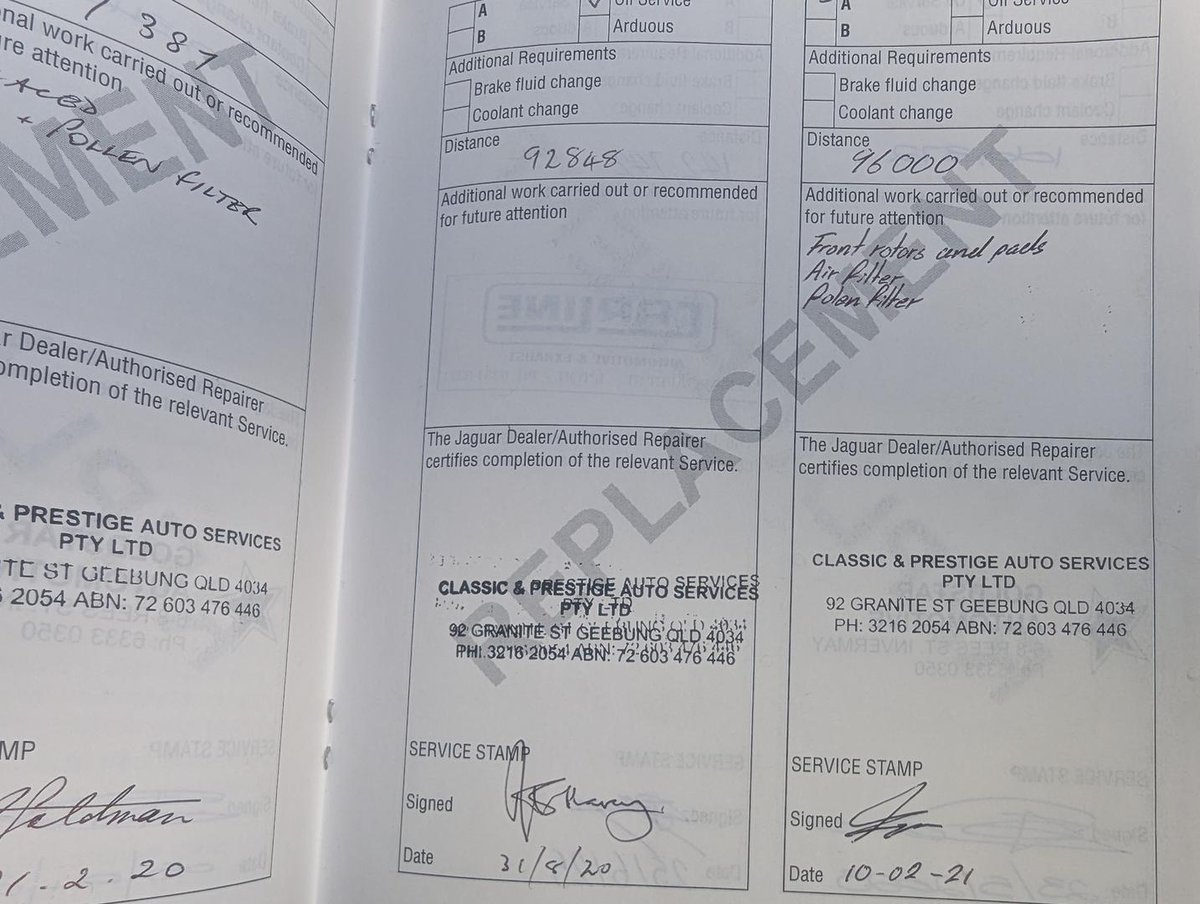 387
nal work carried out or recommended
re attention
ACED
+ POLLEN FILTER
r Dealer/Authorised Repairer
ompletion of the relevant Service.
& PRESTIGE AUTO SERVICES
PTY LTD
TE ST GEEBUNG QLD 4034
2054 ABN: 72 603 476 446
MP
Feldman
.2.20
A
B
Oil Service
Arduous
Additional Requirements
Brake fluid change
Coolant change
Distance
92848
Additional work carried out or recommended
for future attention
The Jaguar Dealer/Authorised Repairer
certifies completion of the relevant Service.
CLASSIC & PRESTIGE AUTO SERVICES
PTY LTD
92 GRANITE ST GEEBUNG QLD 4034
PH: 3216 2054 ABN: 72 603 476 446
SERVICE STAMP
Signed
Date 31/8/20
A
B
Oil Service
Arduous
Additional Requirements
Brake fluid change
Coolant change
Distance
96000
Additional work carried out or recommended
for future attention
Front rotors and pads
Air filter
Polen filter
The Jaguar Dealer/Authorised Repairer
certifies completion of the relevant Service.
CLASSIC & PRESTIGE AUTO SERVICES
PTY LTD
92 GRANITE ST GEEBUNG QLD 4034
PH: 3216 2054 ABN: 72 603 476 446
SERVICE STAMP
Signed
Date 10-02-21
REPLACEMENT
EMENT